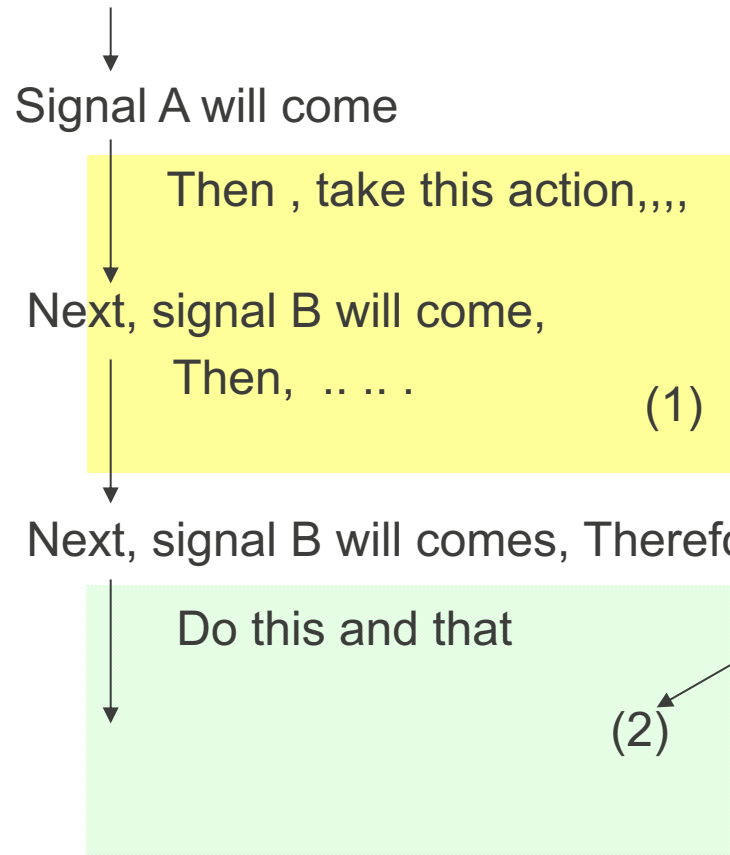 Signal A will come
Then , take this action,,,,
Next, signal B will come,
Then, .. .. .
(1)
Next, signal B will comes,
Do this and that
(2)